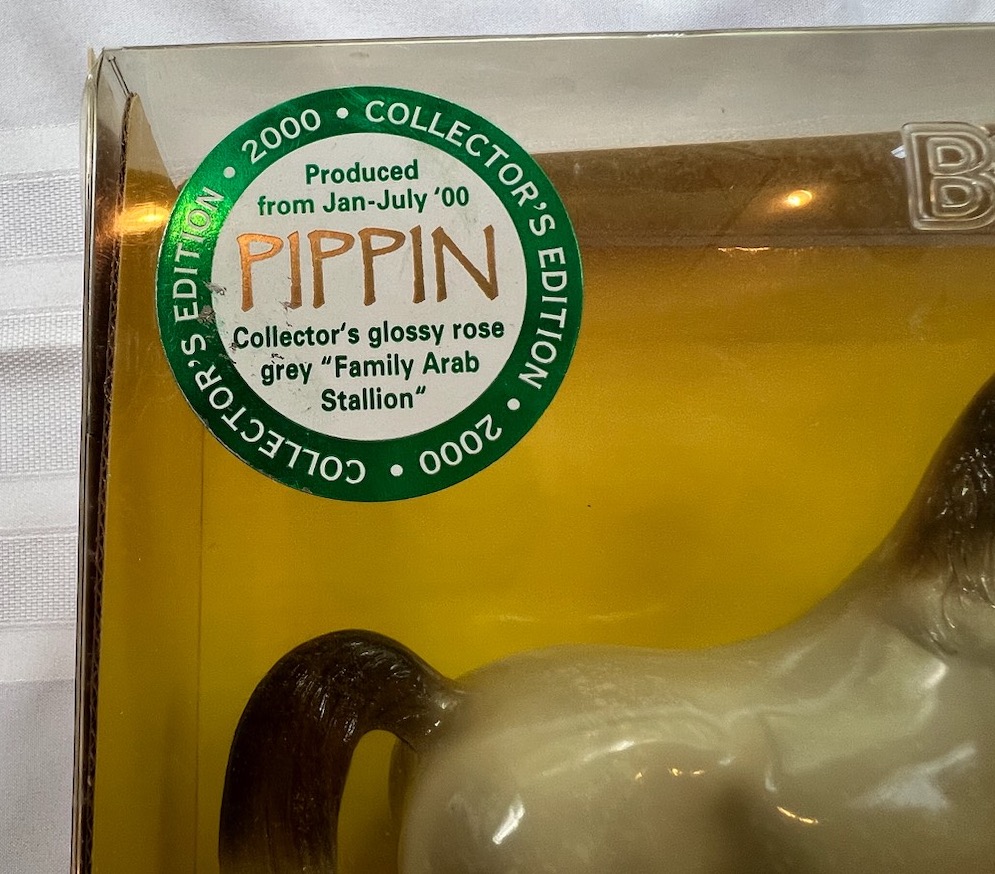 2000 • COLLECTOR'S EDITION • 2000 • COLLECTOR'S EDITION •
Produced
from Jan-July '00
PIPPIN
Collector's glossy rose
grey "Family Arab
Stallion"
B